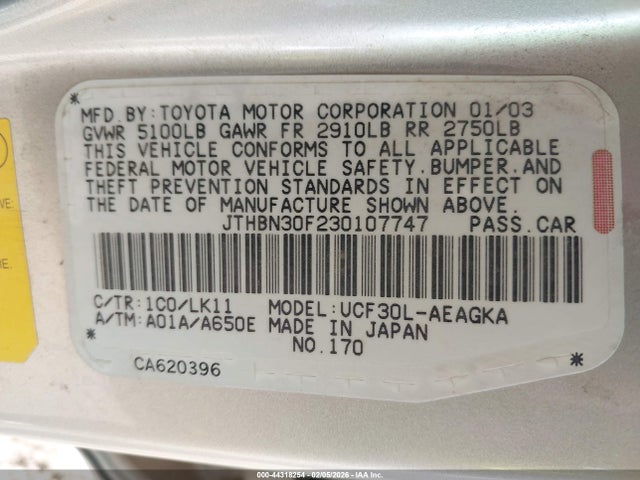 MFD.BY:TOYOTA MOTOR CORPORATION 01/03
GVWR 5100LB GAWR FR 2910LB RR 2750LB
THIS VEHICLE CONFORMS TO ALL APPLICABLE
FEDERAL MOTOR VEHICLE SAFETY,BUMPER,AND
THEFT PREVENTION STANDARDS IN EFFECT ON
THE DATE OF MANUFACTURE SHOWN ABOVE.
JTHBN30F230107747 PASS.CAR
C/TR:1C0/LK11 MODEL:UCF30L-AEAGKA
A/TM:A01A/A650E MADE IN JAPAN
NO.170
CA620396
000-44318254 - 02/05/2026 - IAA Inc.